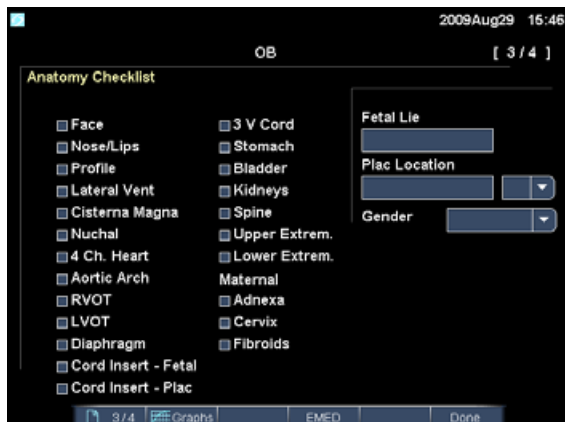 2009Aug29 15:46
OB
[ 3/4 ]
Anatomy Checklist
Face
Nose/Lips
Profile
Lateral Vent
Cisterna Magna
Nuchal
4 Ch. Heart
Aortic Arch
RVOT
LVOT
Diaphragm
Cord Insert - Fetal
Cord Insert - Plac
3 V Cord
Stomach
Bladder
Kidneys
Spine
Upper Extrem.
Lower Extrem.
Maternal
Adnexa
Cervix
Fibroids
Fetal Lie
Plac Location
Gender
3/4 Graphs EMED Done